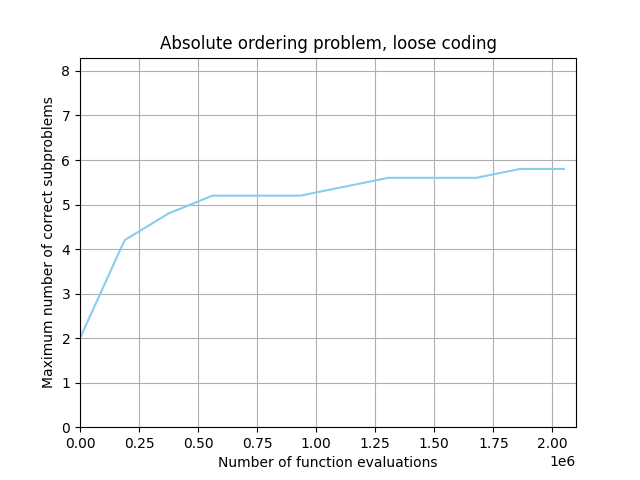 Absolute ordering problem, loose coding
Maximum number of correct subproblems
8
7
6
5
4
3
2
1
0
0.00 0.25 0.50 0.75 1.00 1.25 1.50 1.75 2.00
1e6
Number of function evaluations